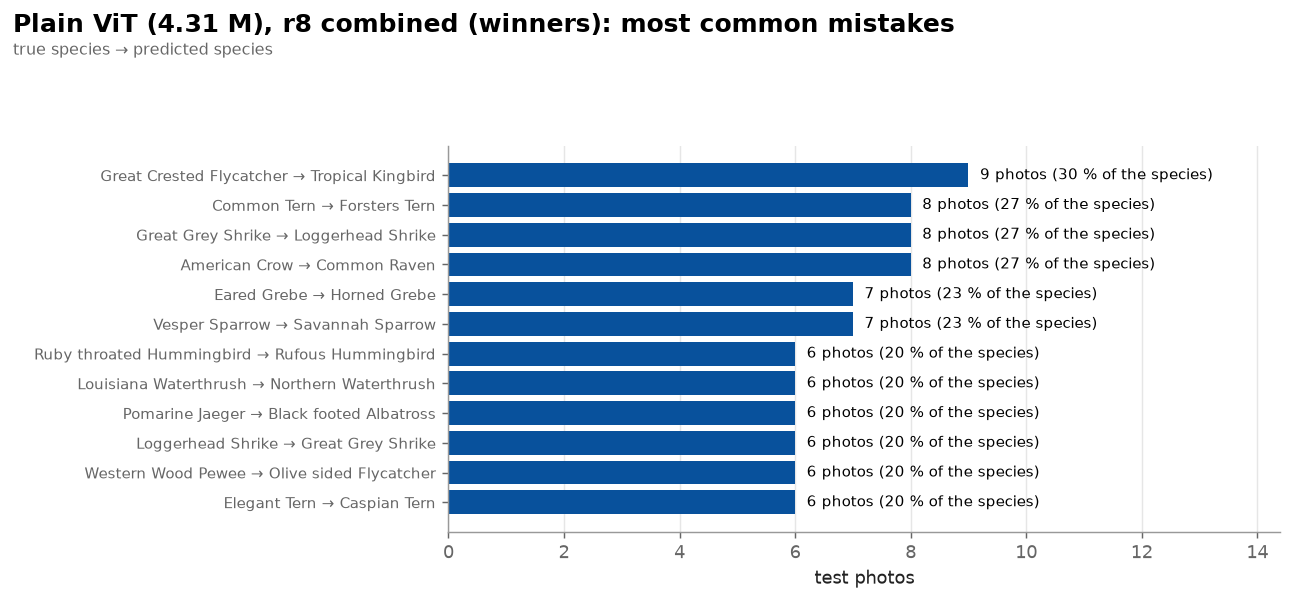 Plain ViT (4.31 M), r8 combined (winners): most common mistakes
true species → predicted species
Great Crested Flycatcher → Tropical Kingbird 9 photos (30 % of the species)
Common Tern → Forsters Tern 8 photos (27 % of the species)
Great Grey Shrike → Loggerhead Shrike 8 photos (27 % of the species)
American Crow → Common Raven 8 photos (27 % of the species)
Eared Grebe → Horned Grebe 7 photos (23 % of the species)
Vesper Sparrow → Savannah Sparrow 7 photos (23 % of the species)
Ruby throated Hummingbird → Rufous Hummingbird 6 photos (20 % of the species)
Louisiana Waterthrush → Northern Waterthrush 6 photos (20 % of the species)
Pomarine Jaeger → Black footed Albatross 6 photos (20 % of the species)
Loggerhead Shrike → Great Grey Shrike 6 photos (20 % of the species)
Western Wood Pewee → Olive sided Flycatcher 6 photos (20 % of the species)
Elegant Tern → Caspian Tern 6 photos (20 % of the species)
0 2 4 6 8 10 12 14
test photos